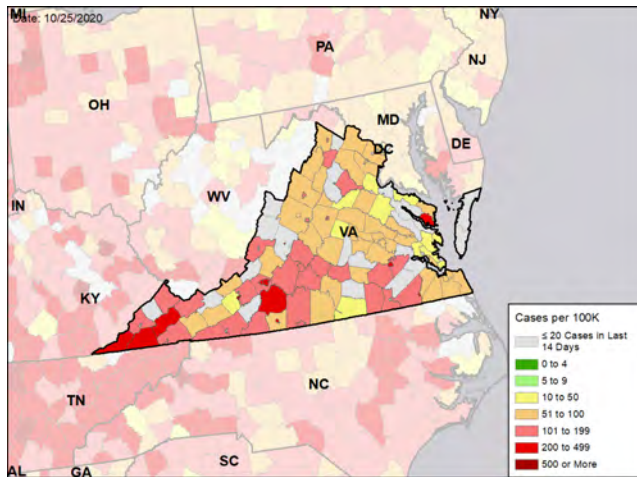 MI
Date: 10/25/2020
NY
PA
NJ
OH
MD
DE
DC
WV
IN
VA
KY
NC
TN
SC
AL
GA
Cases per 100K
≤ 20 Cases in Last
14 Days
0 to 4
5 to 9
10 to 50
51 to 100
101 to 199
200 to 499
500 or More